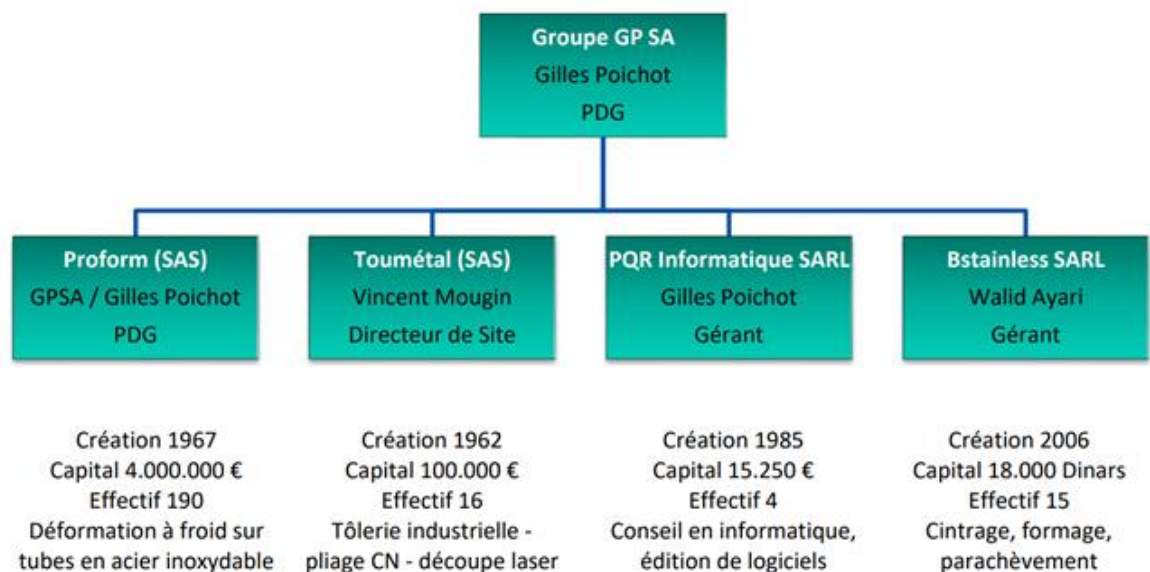 Groupe GP SA
Gilles Poichot
PDG
Proform (SAS)
GPSA / Gilles Poichot
PDG
Toumétal (SAS)
Vincent Mougin
Directeur de Site
PQR Informatique SARL
Gilles Poichot
Gérant
Bstainless SARL
Walid Ayari
Gérant
Création 1967
Capital 4.000.000 €
Effectif 190
Déformation à froid sur
tubes en acier inoxydable
Création 1962
Capital 100.000 €
Effectif 16
Tôlerie industrielle -
pliage CN - découpe laser
Création 1985
Capital 15.250 €
Effectif 4
Conseil en informatique,
édition de logiciels
Création 2006
Capital 18.000 Dinars
Effectif 15
Cintrage, formage,
parachèvement